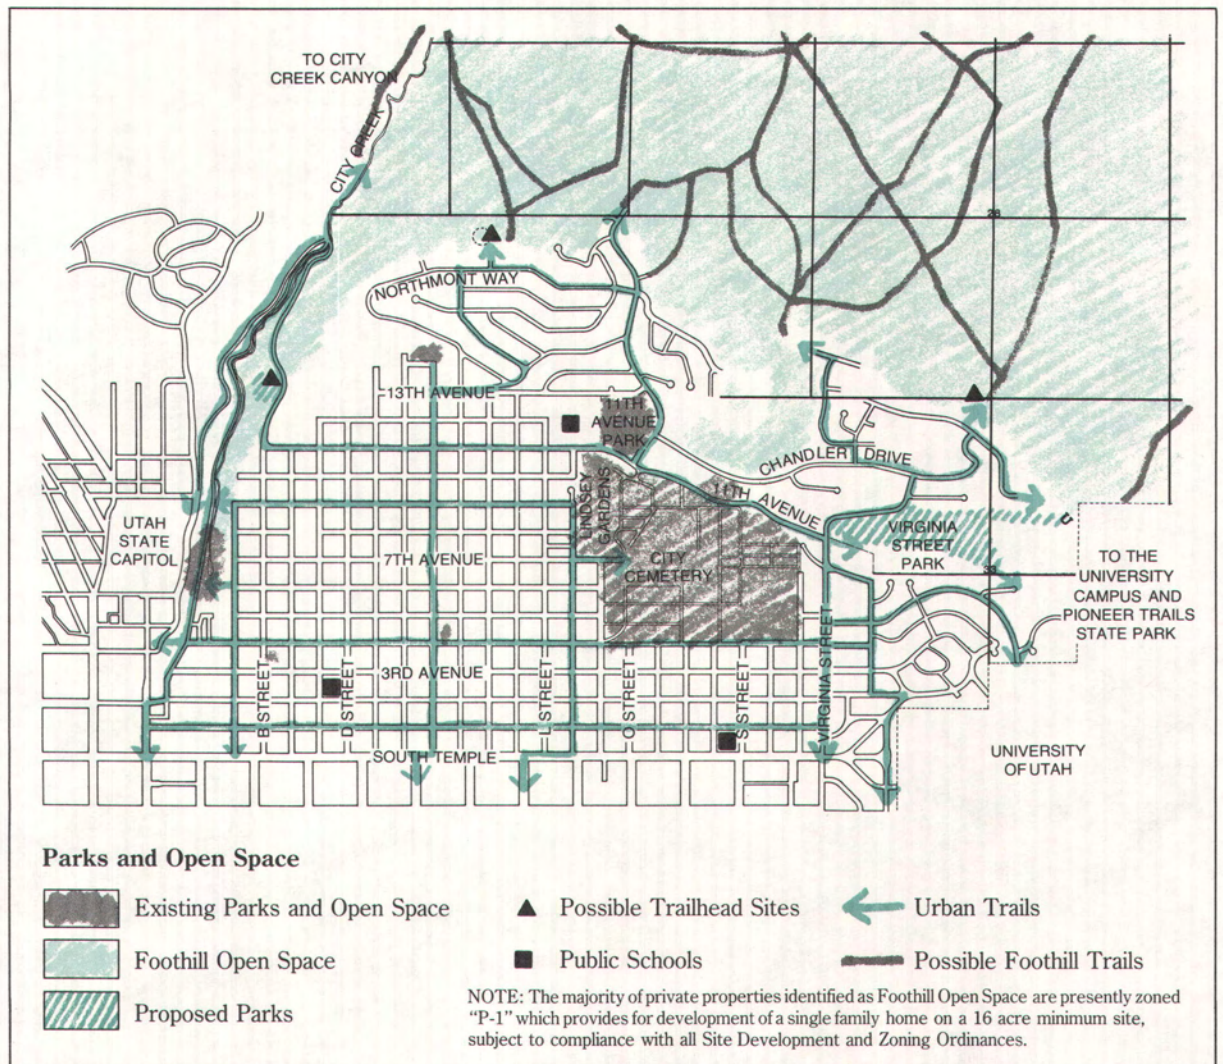 TO CITY
CREEK CANYON
CITY CREEK
28
NORTHMONT WAY
13TH AVENUE
11TH
AVENUE
PARK
CHANDLER DRIVE
LINDSEY
GARDENS
11TH AVENUE
UTAH
STATE
CAPITOL
VIRGINIA
STREET
PARK
U
7TH AVENUE
CITY
CEMETERY
33
TO THE
UNIVERSITY
CAMPUS AND
PIONEER TRAILS
STATE PARK
3RD AVENUE
B STREET
D STREET
I STREET
O STREET
S STREET
VIRGINIA STREET
SOUTH TEMPLE
UNIVERSITY
OF UTAH
Parks and Open Space
Existing Parks and Open Space
Foothill Open Space
Proposed Parks
Possible Trailhead Sites
Public Schools
Urban Trails
Possible Foothill Trails
NOTE: The majority of private properties identified as Foothill Open Space are presently zoned
"P-1" which provides for development of a single family home on a 16 acre minimum site,
subject to compliance with all Site Development and Zoning Ordinances.